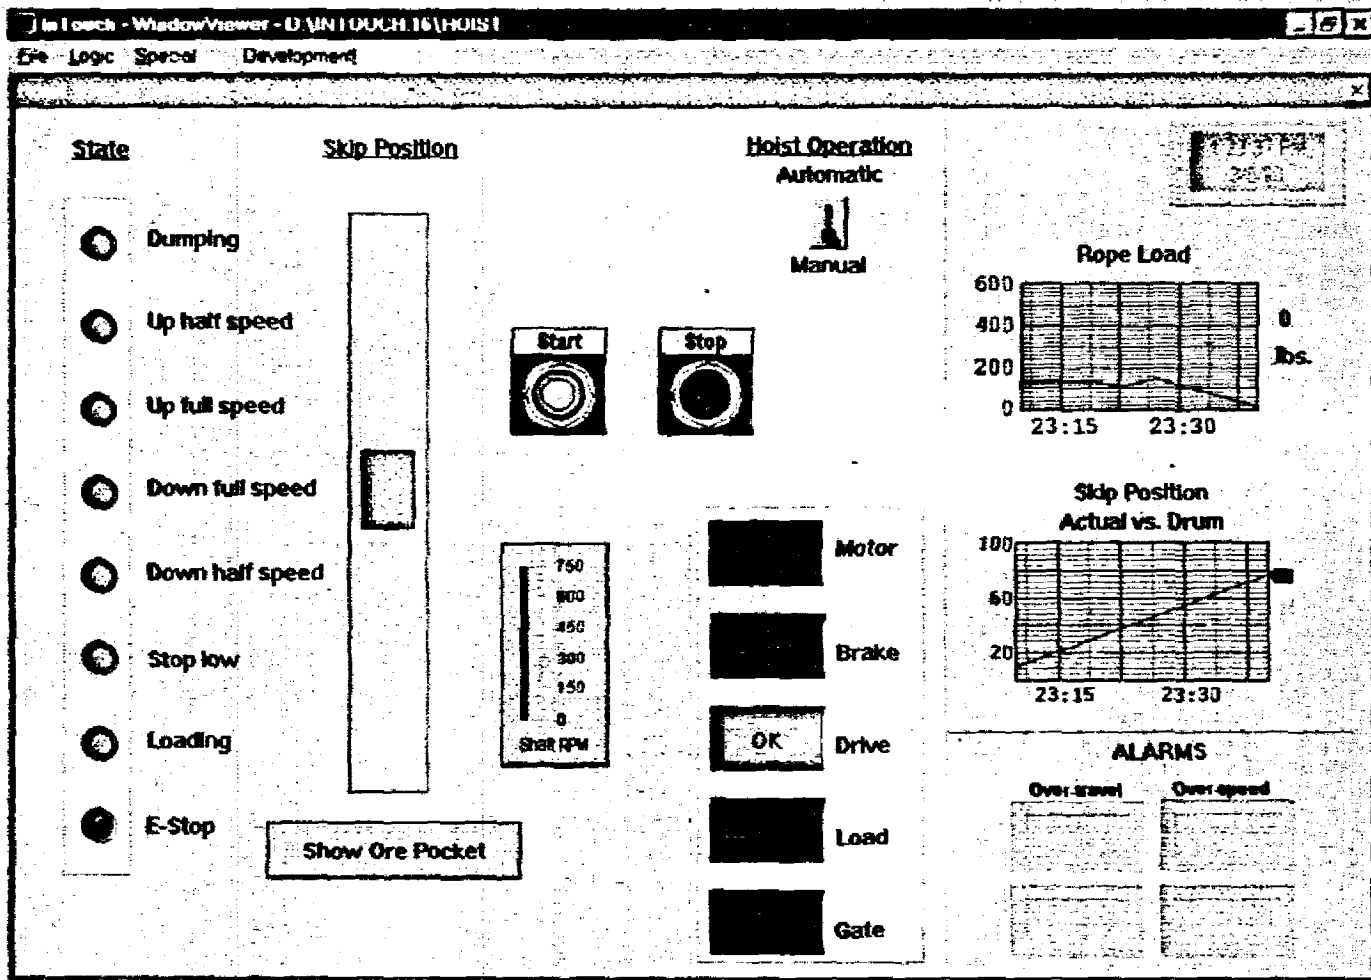 InTouch - WindowViewer - D:\INTOUCH.16\HOIST
File Logic Special Development
State
Dumping
Up half speed
Up full speed
Down full speed
Down half speed
Stop low
Loading
E-Stop
Skip Position
Show Ore Pocket
Hoist Operation
Automatic
Manual
Start
Stop
750
600
450
300
150
0
Shaft RPM
Motor
Brake
OK Drive
Load
Gate
Rope Load
600
400
200
0
23:15 23:30
0
lbs.
Skip Position
Actual vs. Drum
100
60
20
23:15 23:30
ALARMS
Over-travel Over-speed